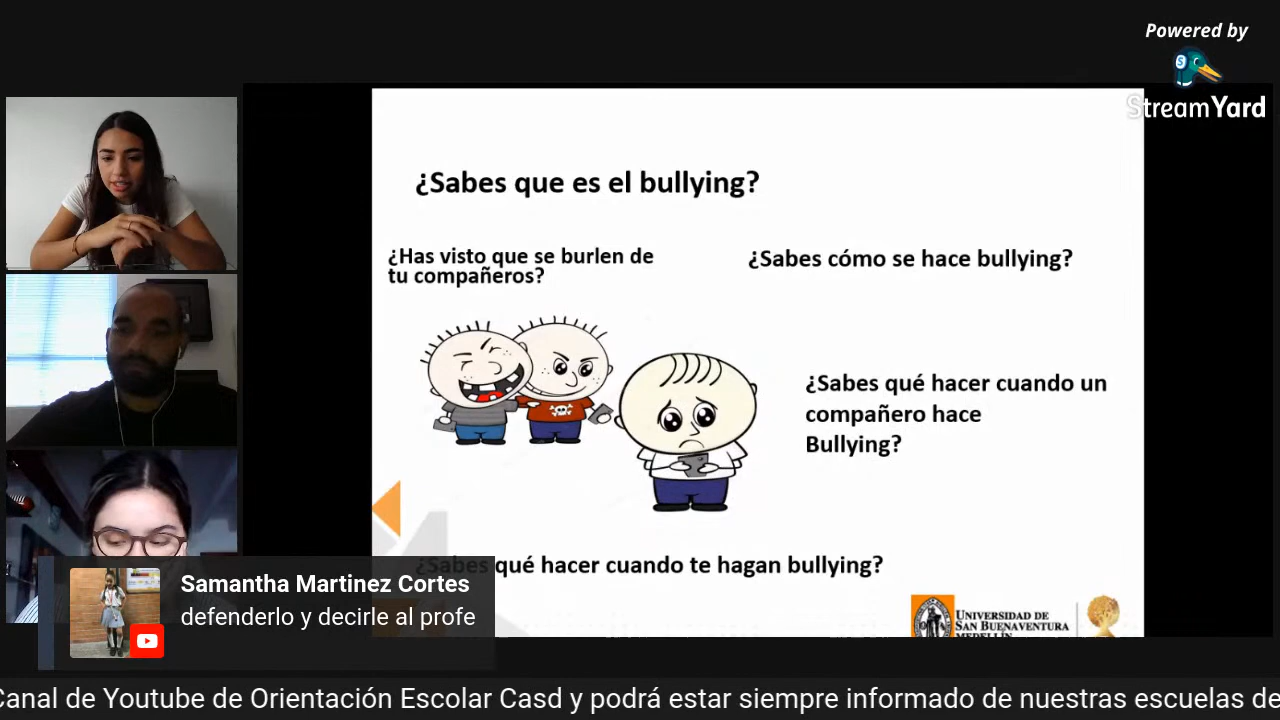 Powered by
StreamYard
¿Sabes que es el bullying?
¿Has visto que se burlen de
tu compañeros?
¿Sabes cómo se hace bullying?
¿Sabes qué hacer cuando un
compañero hace
Bullying?
¿Sabes qué hacer cuando te hagan bullying?
UNIVERSIDAD DE
SAN BUENAVENTURA
MEDELLÍN
Samantha Martinez Cortes
defenderlo y decirle al profe
Canal de Youtube de Orientación Escolar Casd y podrá estar siempre informado de nuestras escuelas de